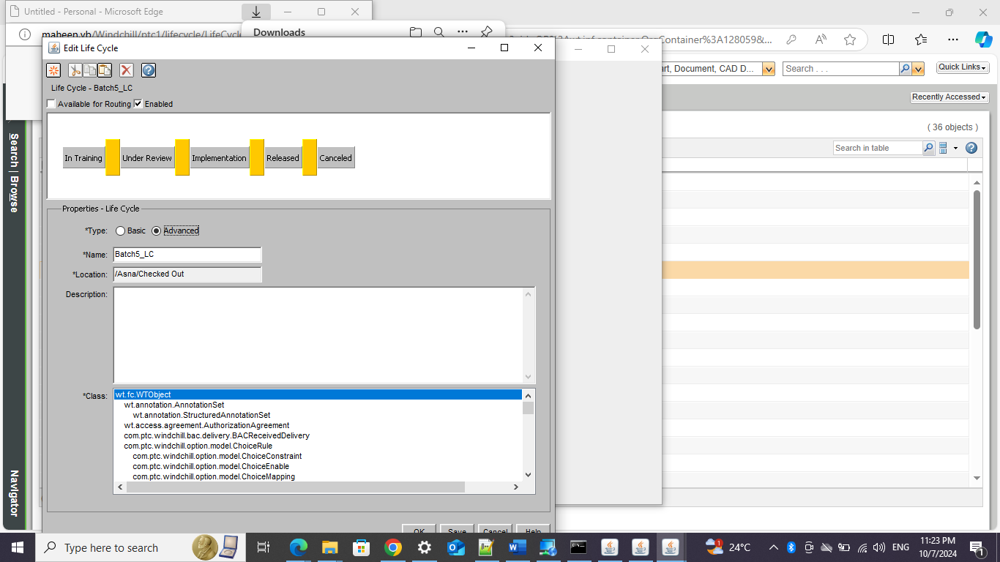 Untitled - Personal - Microsoft Edge
maheen.vb/Windchill/ptc1/lifecycle/LifeCycle
Downloads
OrgContainer%3A128059&...
Edit Life Cycle
art, Document, CAD D...
Search . . .
Quick Links
Life Cycle - Batch5_LC
Available for Routing
Enabled
Recently Accessed
( 36 objects )
Search in table
In Training
Under Review
Implementation
Released
Canceled
Search | Browse
Navigator
Properties - Life Cycle
*Type:
Basic
Advanced
*Name:
Batch5_LC
*Location:
/Asna/Checked Out
Description:
*Class:
wt.fc.WTObject
wt.annotation.AnnotationSet
wt.annotation.StructuredAnnotationSet
wt.access.agreement.AuthorizationAgreement
com.ptc.windchill.bac.delivery.BACReceivedDelivery
com.ptc.windchill.option.model.ChoiceRule
com.ptc.windchill.option.model.ChoiceConstraint
com.ptc.windchill.option.model.ChoiceEnable
com.ptc.windchill.option.model.ChoiceMapping
OK
Save
Cancel
Help
Type here to search
24°C
ENG
11:23 PM
10/7/2024
1
1